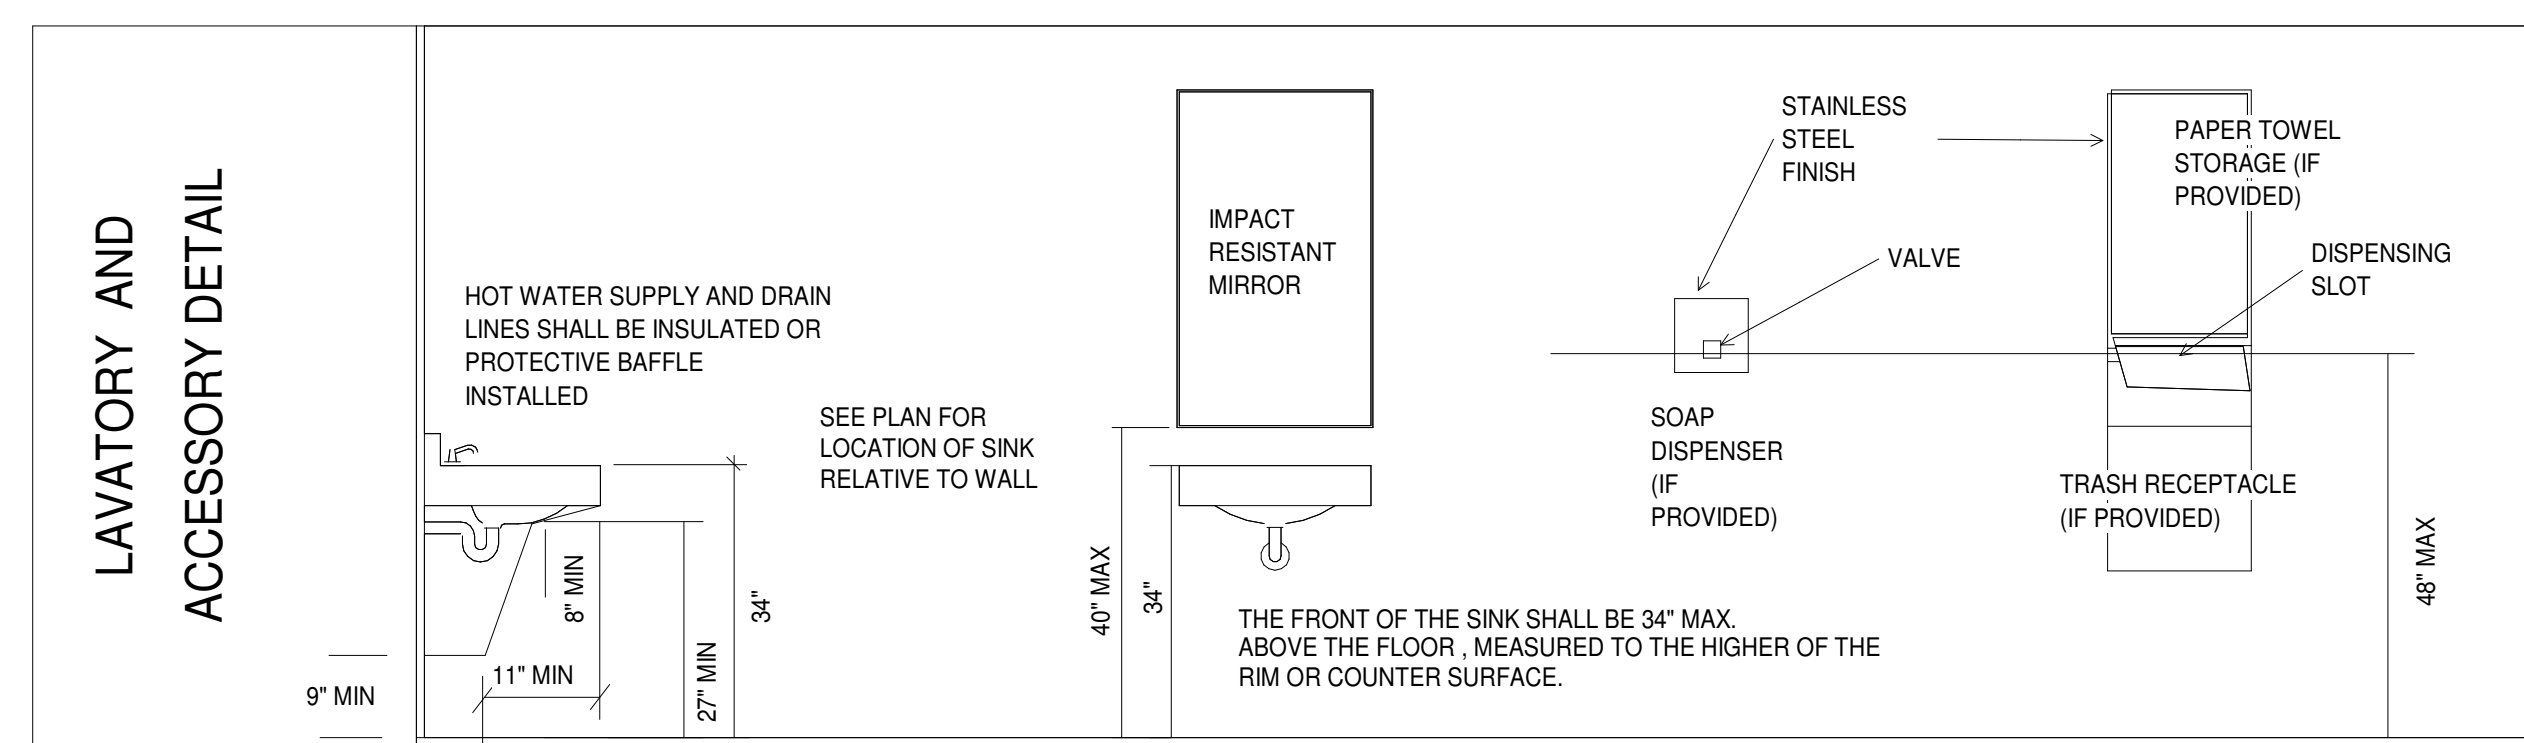 LAVATORY AND
ACCESSORY DETAIL
HOT WATER SUPPLY AND DRAIN
LINES SHALL BE INSULATED OR
PROTECTIVE BAFFLE
INSTALLED
SEE PLAN FOR
LOCATION OF SINK
RELATIVE TO WALL
9" MIN
11" MIN
8" MIN
27" MIN
34"
IMPACT
RESISTANT
MIRROR
40" MAX
34"
THE FRONT OF THE SINK SHALL BE 34" MAX.
ABOVE THE FLOOR , MEASURED TO THE HIGHER OF THE
RIM OR COUNTER SURFACE.
STAINLESS
STEEL
FINISH
VALVE
SOAP
DISPENSER
(IF
PROVIDED)
PAPER TOWEL
STORAGE (IF
PROVIDED)
DISPENSING
SLOT
TRASH RECEPTACLE
(IF PROVIDED)
48" MAX